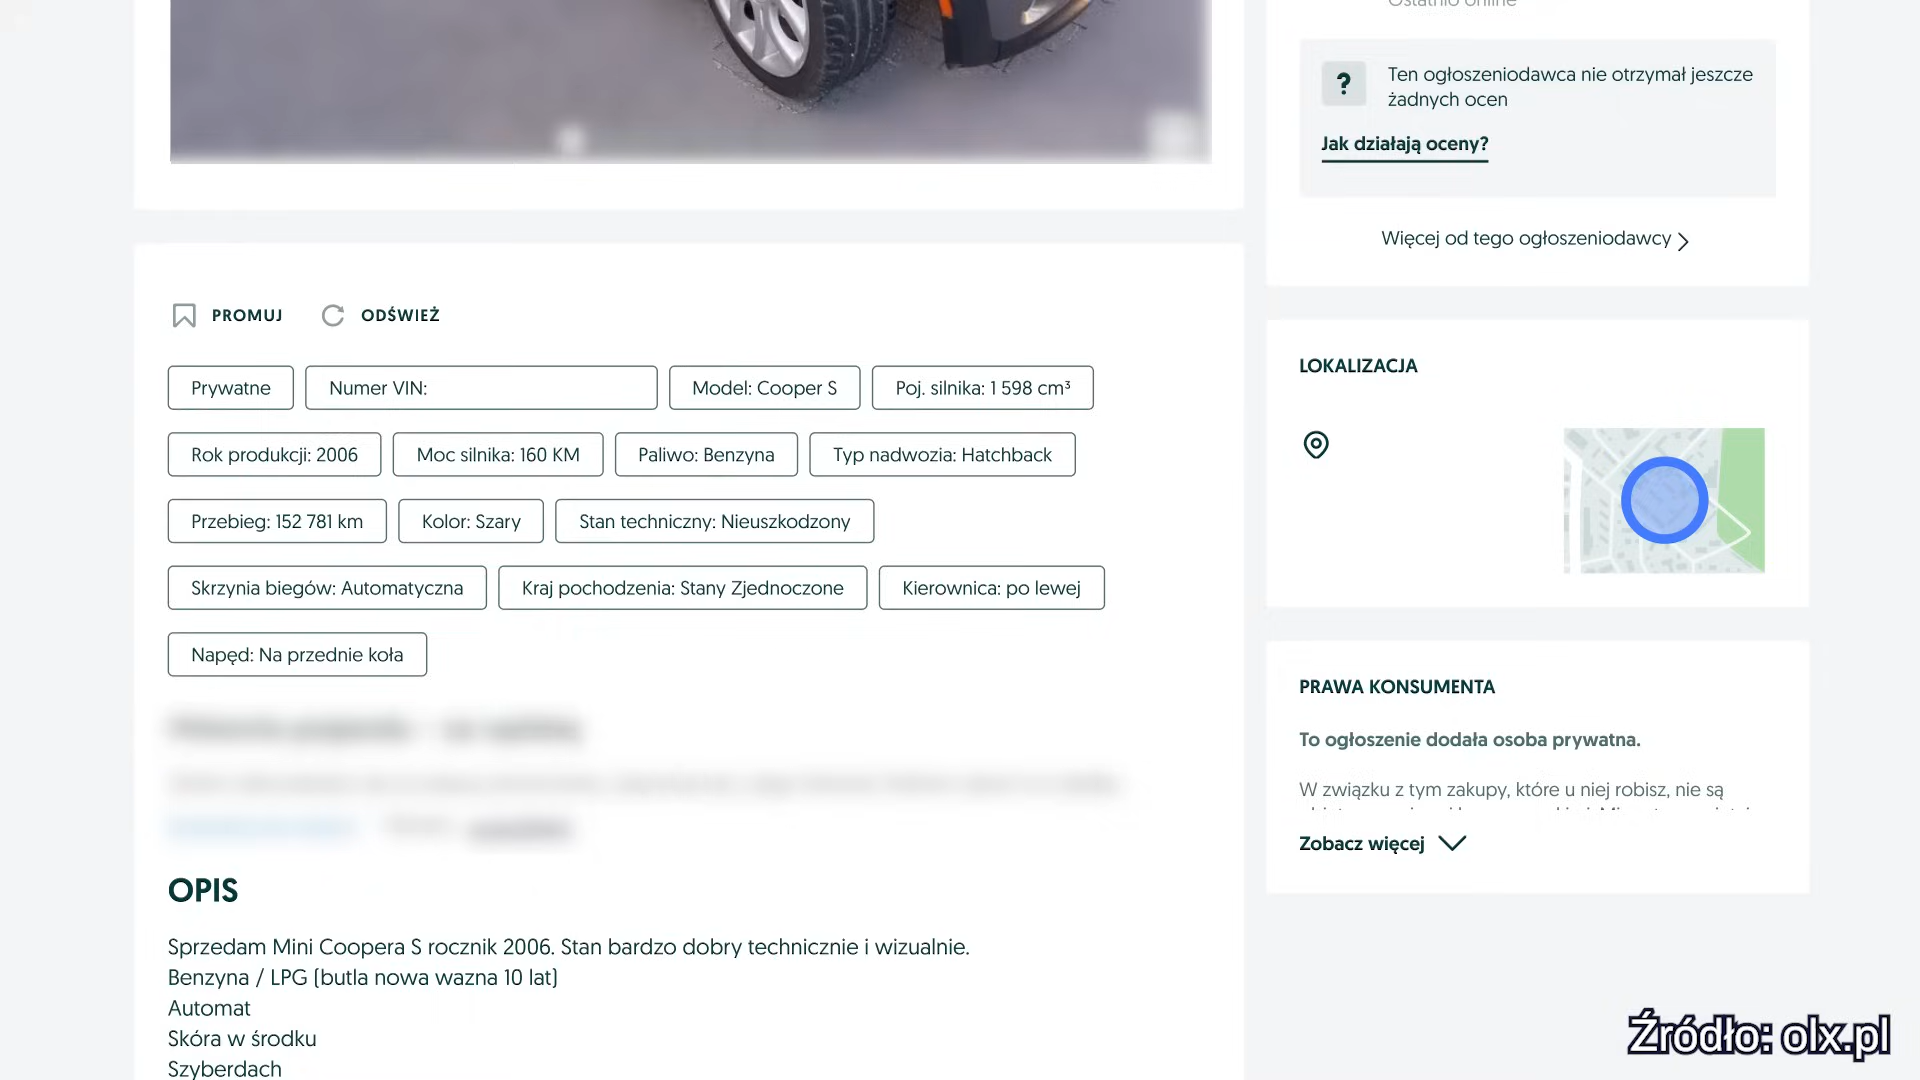 Ten ogłoszeniodawca nie otrzymał jeszcze
żadnych ocen
Jak działają oceny?
Więcej od tego ogłoszeniodawcy
PROMUJ
ODŚWIEŻ
Prywatne
Numer VIN:
Model: Cooper S
Poj. silnika: 1 598 cm³
Rok produkcji: 2006
Moc silnika: 160 KM
Paliwo: Benzyna
Typ nadwozia: Hatchback
Przebieg: 152 781 km
Kolor: Szary
Stan techniczny: Nieuszkodzony
Skrzynia biegów: Automatyczna
Kraj pochodzenia: Stany Zjednoczone
Kierownica: po lewej
Napęd: Na przednie koła
OPIS
Sprzedam Mini Coopera S rocznik 2006. Stan bardzo dobry technicznie i wizualnie.
Benzyna / LPG (butla nowa wazna 10 lat)
Automat
Skóra w środku
Szyberdach
LOKALIZACJA
PRAWA KONSUMENTA
To ogłoszenie dodała osoba prywatna.
W związku z tym zakupy, które u niej robisz, nie są
Zobacz więcej
Źródło: olx.pl